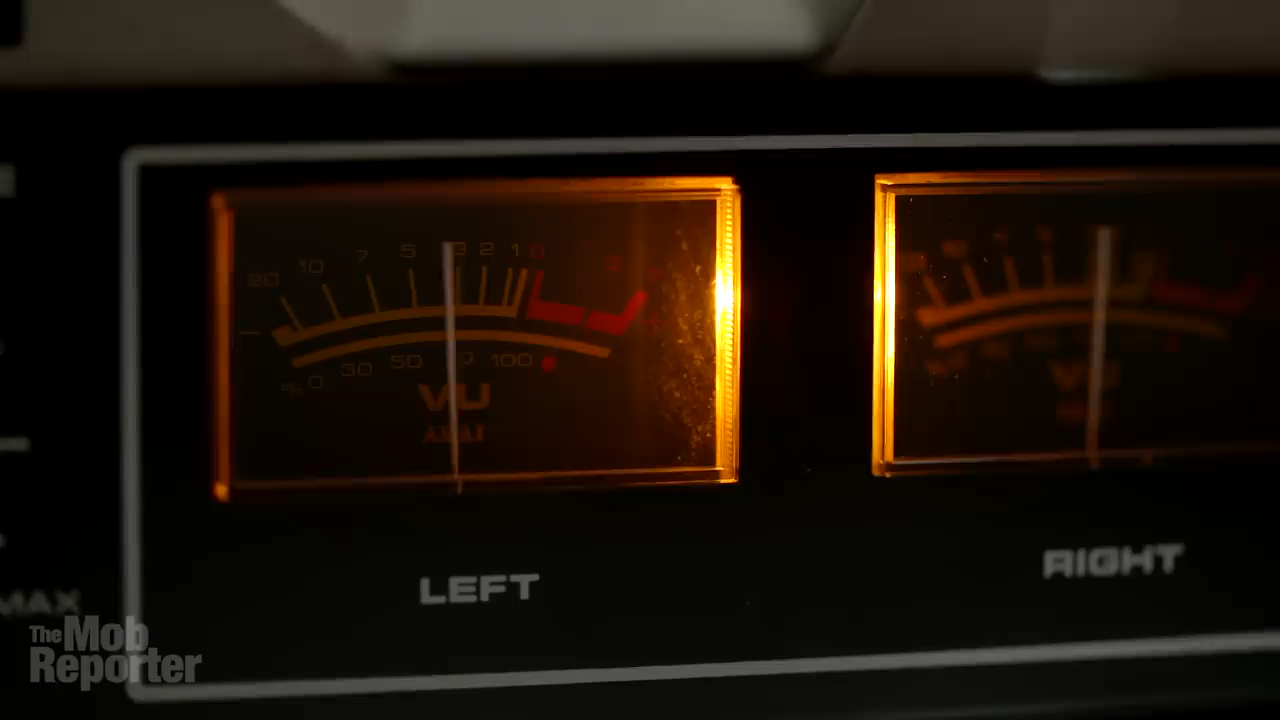 20 10 7 5 3 2 1 0
% 0 30 50 100
VU
AKAI
LEFT
RIGHT
MAX
The Mob
Reporter